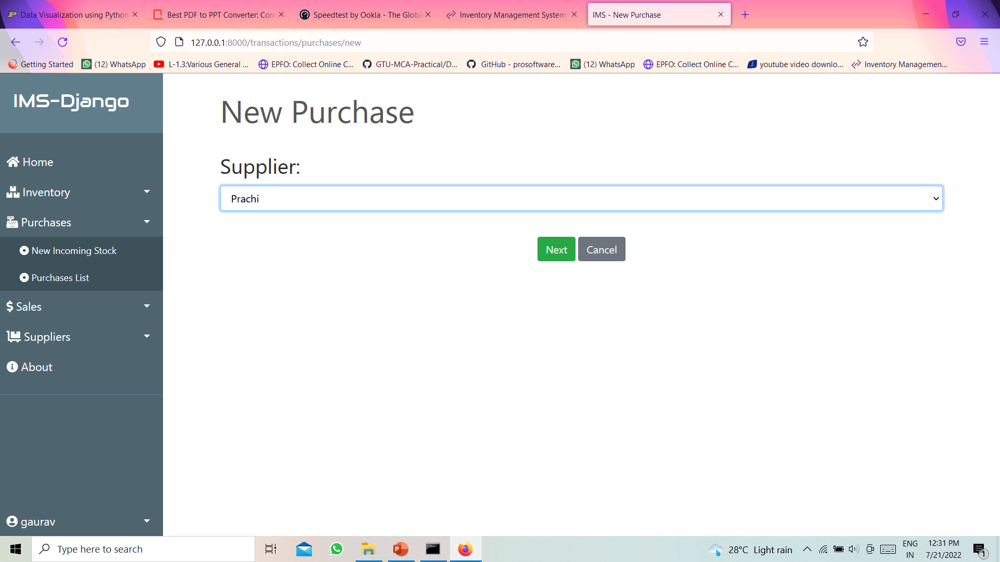 Data Visualization using Python
Best PDF to PPT Converter: Con
Speedtest by Ookla - The Globa
Inventory Management System
IMS - New Purchase
127.0.0.1:8000/transactions/purchases/new
Getting Started
(12) WhatsApp
L-1.3:Various General ...
EPFO: Collect Online C...
GTU-MCA-Practical/D...
GitHub - prosoftware...
(12) WhatsApp
EPFO: Collect Online C...
youtube video downlo...
Inventory Managemen...
IMS-Django
Home
Inventory
Purchases
New Incoming Stock
Purchases List
Sales
Suppliers
About
gaurav
New Purchase
Supplier:
Prachi
Next
Cancel
Type here to search
28°C Light rain
ENG
IN
12:31 PM
7/21/2022
1